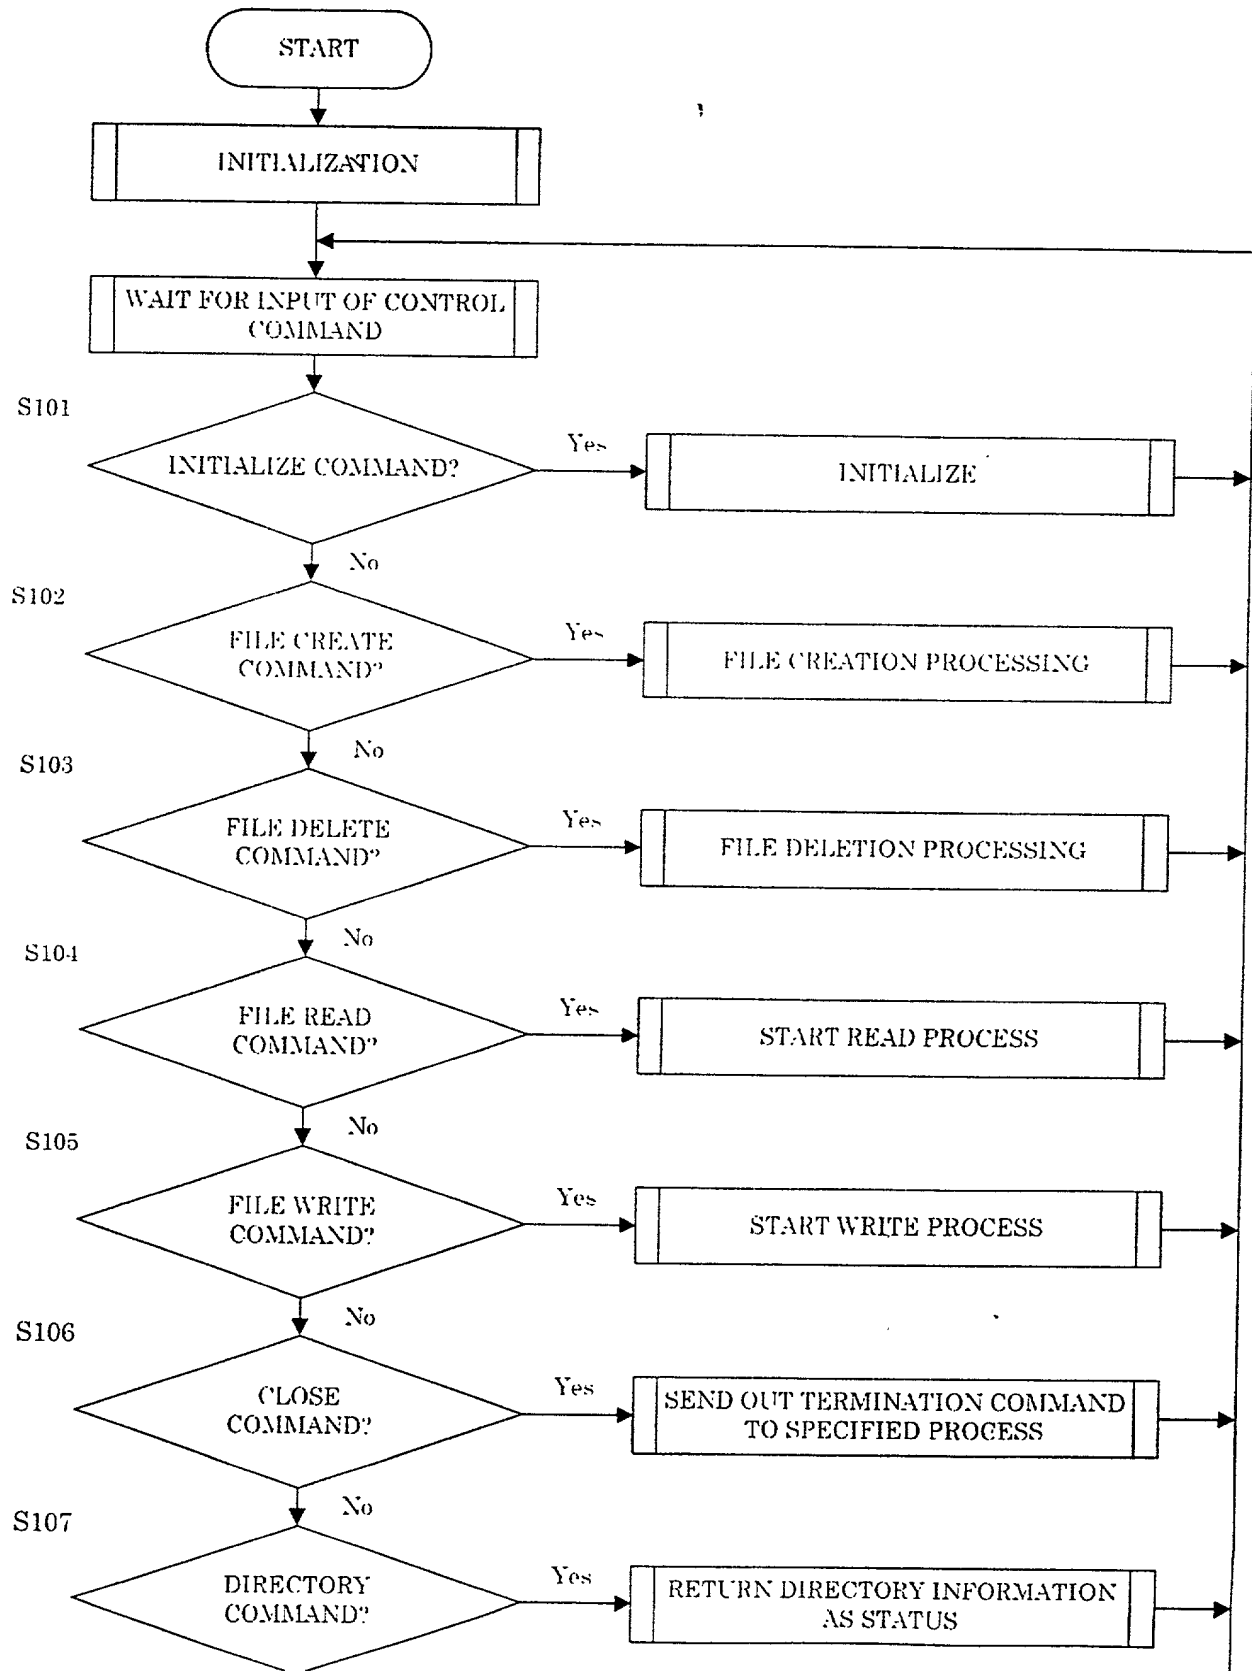 START
INITIALIZATION
WAIT FOR INPUT OF CONTROL
COMMAND
S101
INITIALIZE COMMAND?
Yes
INITIALIZE
No
S102
FILE CREATE
COMMAND?
Yes
FILE CREATION PROCESSING
No
S103
FILE DELETE
COMMAND?
Yes
FILE DELETION PROCESSING
No
S104
FILE READ
COMMAND?
Yes
START READ PROCESS
No
S105
FILE WRITE
COMMAND?
Yes
START WRITE PROCESS
No
S106
CLOSE
COMMAND?
Yes
SEND OUT TERMINATION COMMAND
TO SPECIFIED PROCESS
No
S107
DIRECTORY
COMMAND?
Yes
RETURN DIRECTORY INFORMATION
AS STATUS